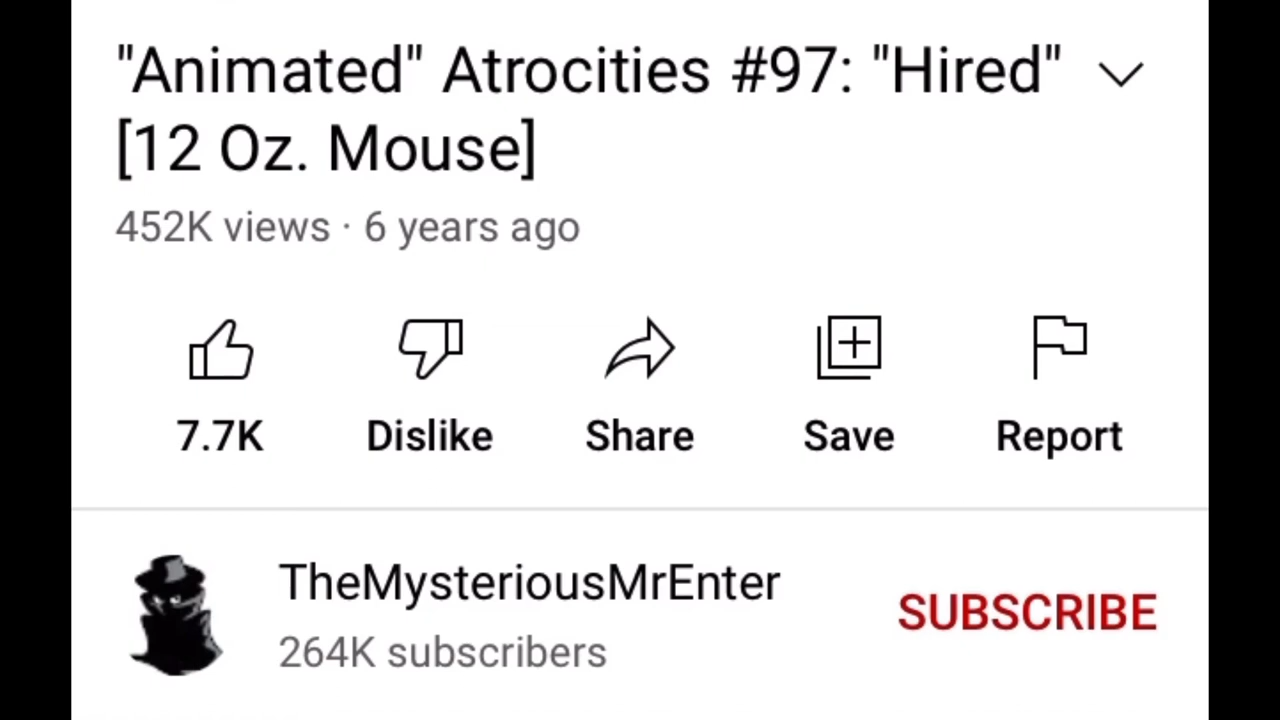 "Animated" Atrocities #97: "Hired"
[12 Oz. Mouse]
452K views · 6 years ago
7.7K Dislike Share Save Report
TheMysteriousMrEnter
SUBSCRIBE
264K subscribers